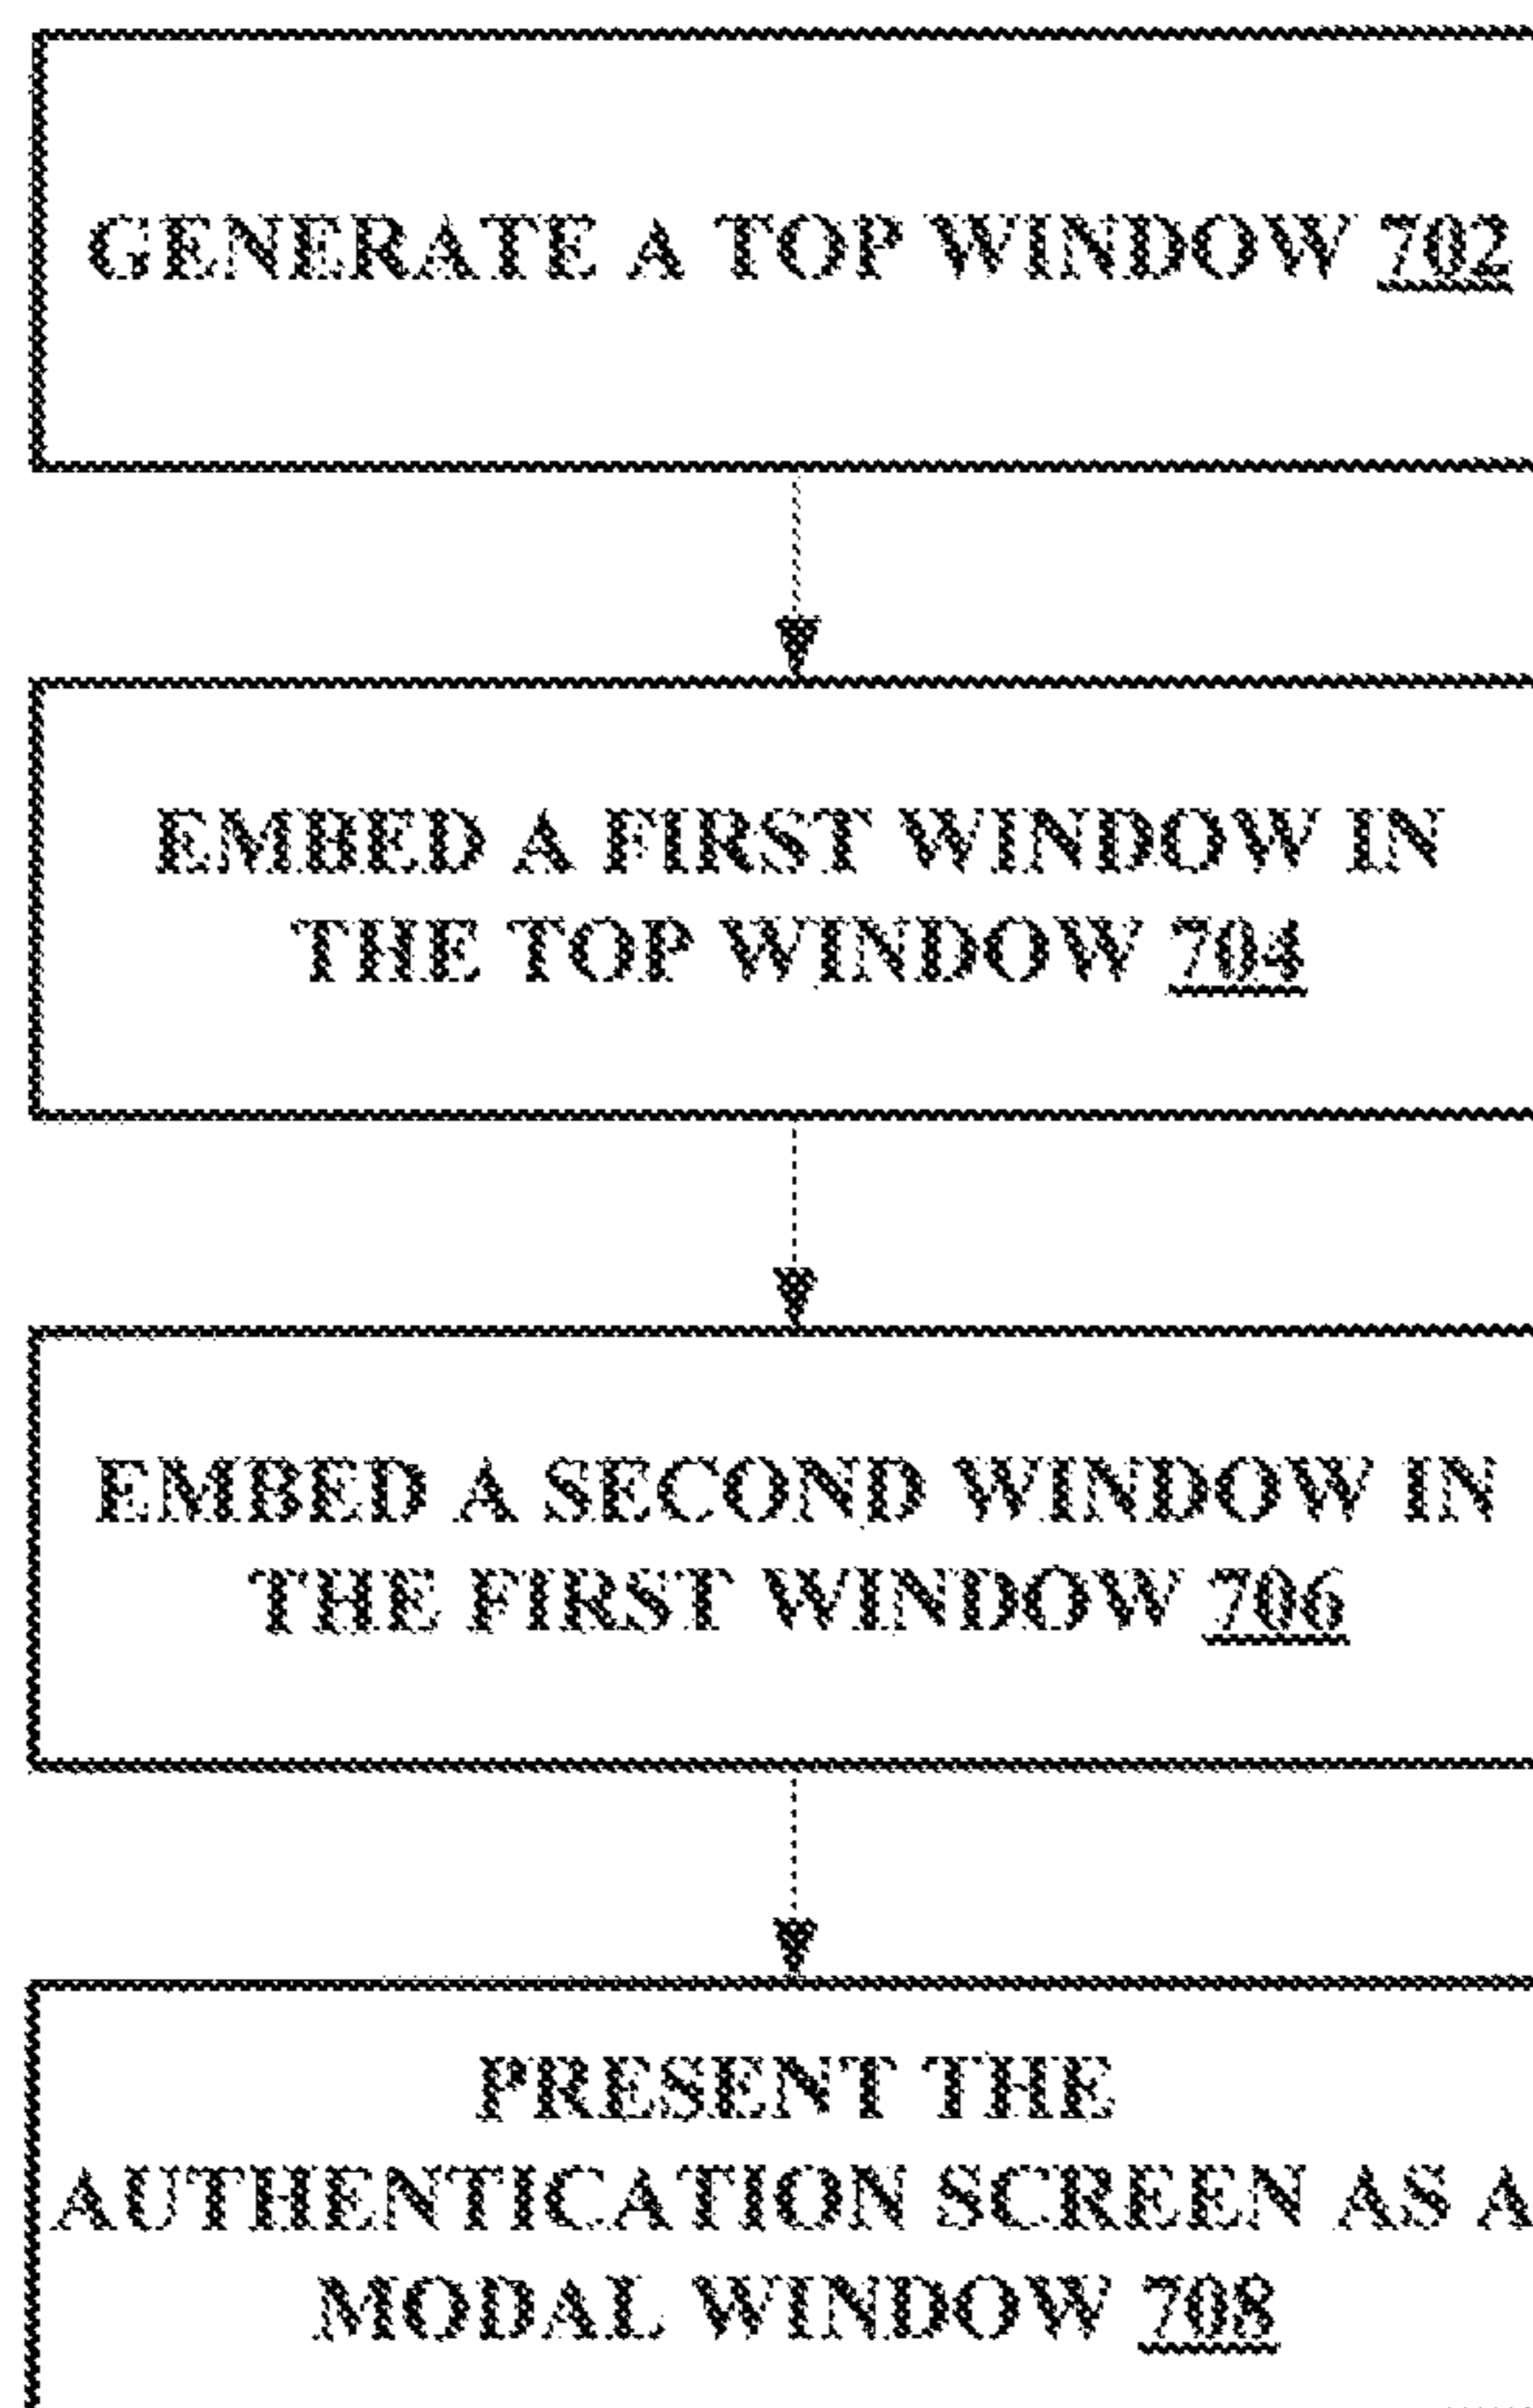 GENERATE A TOP WINDOW 702
EMBED A FIRST WINDOW IN
THE TOP WINDOW 704
EMBED A SECOND WINDOW IN
THE FIRST WINDOW 706
PRESENT THE
AUTHENTICATION SCREEN AS A
MODAL WINDOW 708